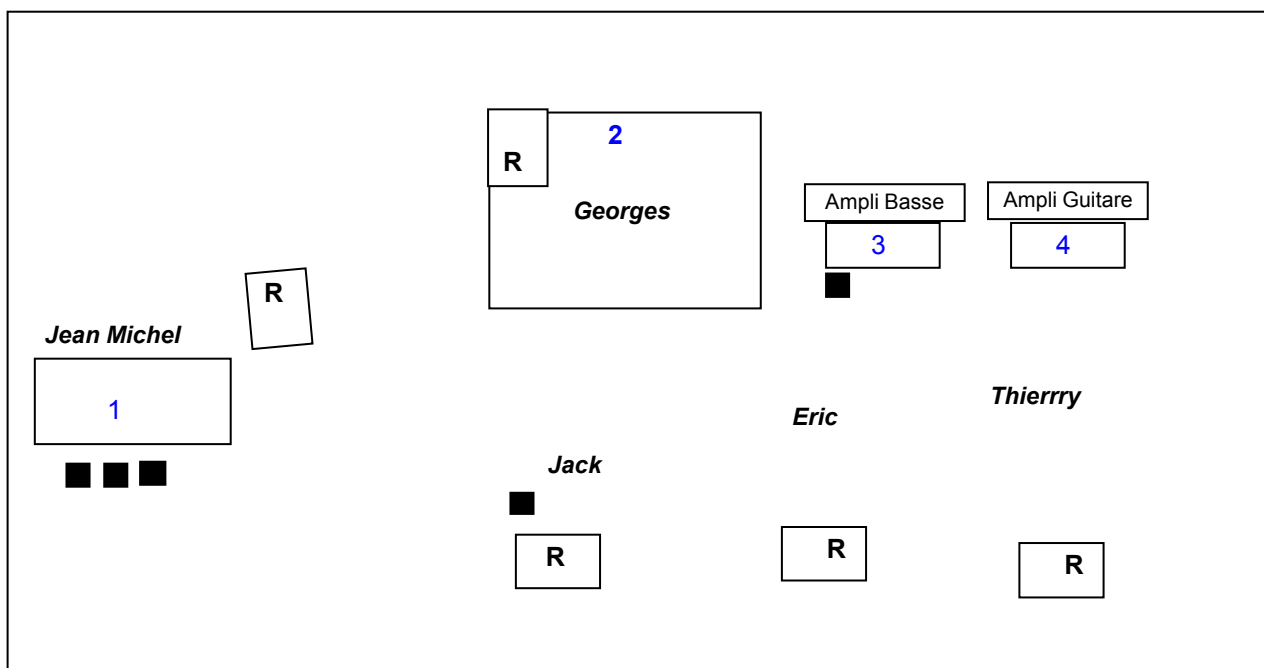 2
R
Georges
Ampli Basse
Ampli Guitare
3
4
R
Jean Michel
1
Thierrry
Eric
Jack
R
R
R